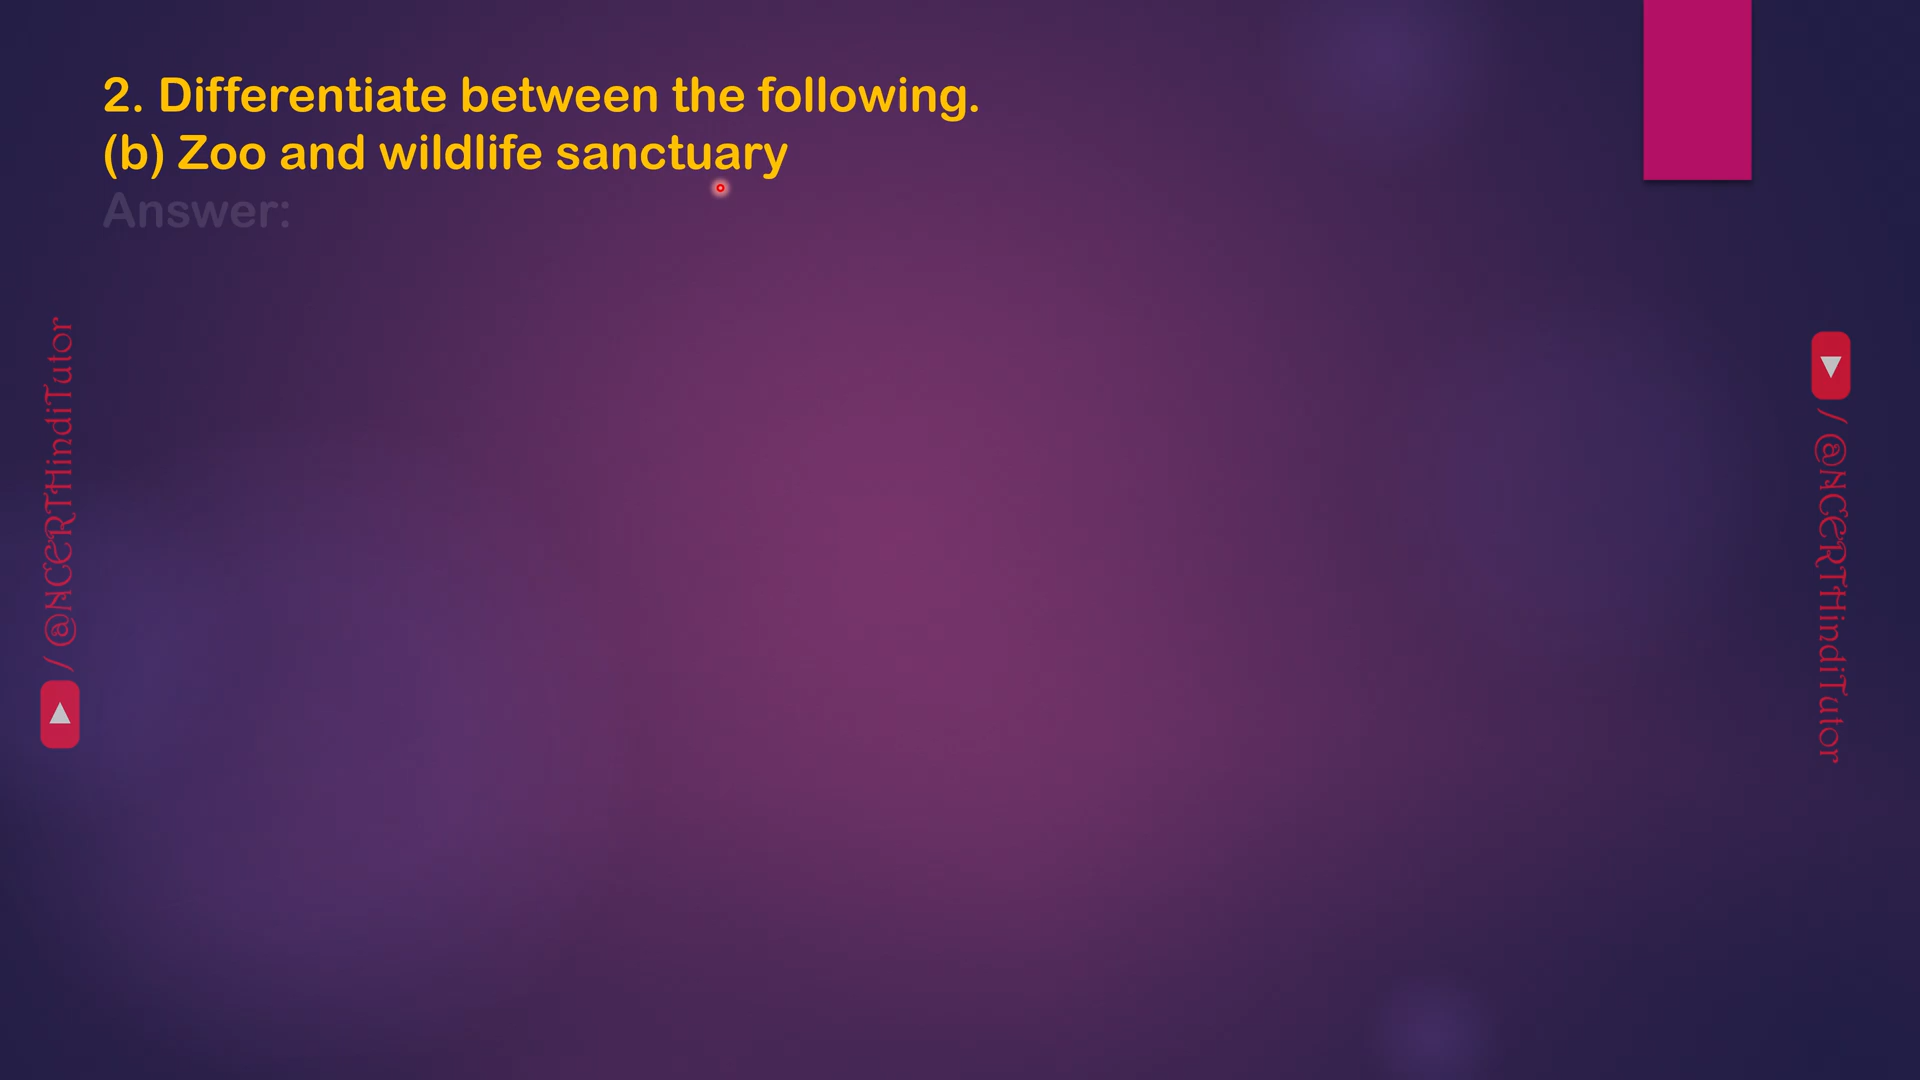 2. Differentiate between the following.
(b) Zoo and wildlife sanctuary
Answer:
/ @NCERTHindiTutor
/ @NCERTHindiTutor